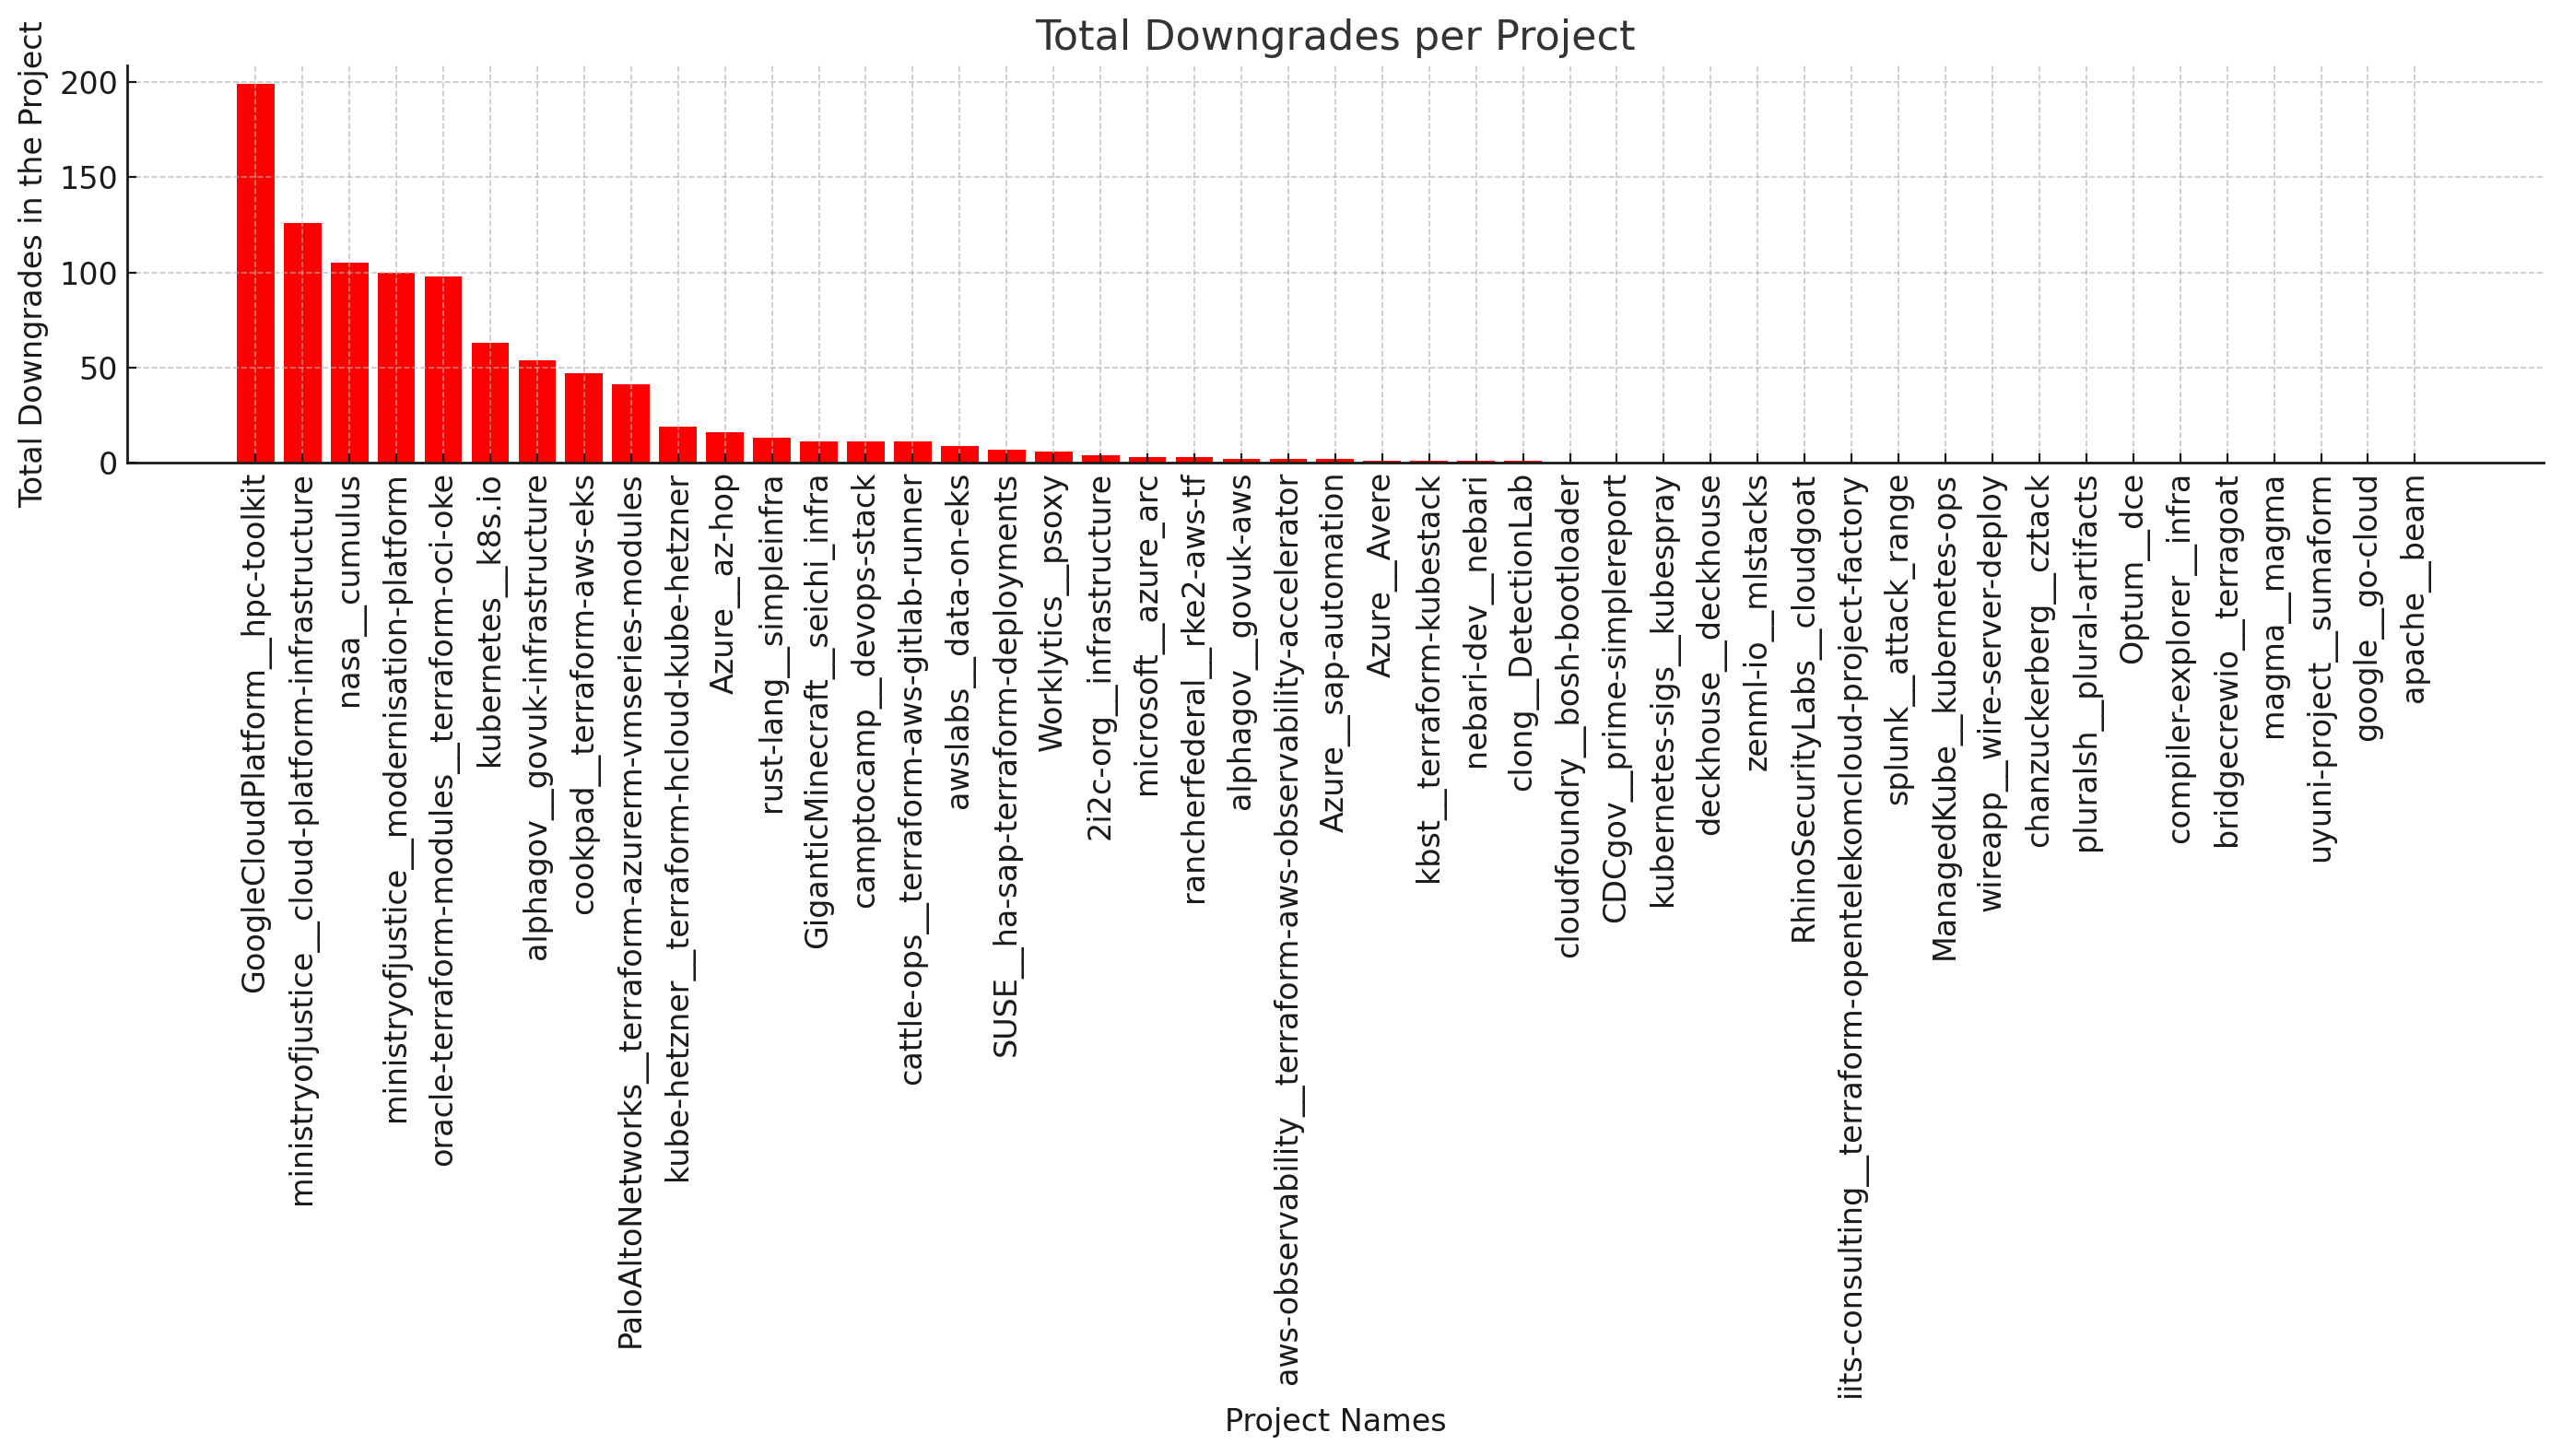 Total Downgrades per Project
Total Downgrades in the Project
200
150
100
50
0
GoogleCloudPlatform__hpc-toolkit
ministryofjustice__cloud-platform-infrastructure
nasa__cumulus
ministryofjustice__modernisation-platform
oracle-terraform-modules__terraform-oci-oke
kubernetes__k8s.io
alphagov__govuk-infrastructure
cookpad__terraform-aws-eks
PaloAltoNetworks__terraform-azurerm-vmseries-modules
kube-hetzner__terraform-hcloud-kube-hetzner
Azure__az-hop
rust-lang__simpleinfra
GiganticMinecraft__seichi_infra
camptocamp__devops-stack
cattle-ops__terraform-aws-gitlab-runner
awslabs__data-on-eks
SUSE__ha-sap-terraform-deployments
Worklytics__psoxy
2i2c-org__infrastructure
microsoft__azure_arc
rancherfederal__rke2-aws-tf
alphagov__govuk-aws
aws-observability__terraform-aws-observability-accelerator
Azure__sap-automation
Azure__Avere
kbst__terraform-kubestack
nebari-dev__nebari
clong__DetectionLab
cloudfoundry__bosh-bootloader
CDCgov__prime-simplereport
kubernetes-sigs__kubespray
deckhouse__deckhouse
zenml-io__mlstacks
RhinoSecurityLabs__cloudgoat
iits-consulting__terraform-opentelekomcloud-project-factory
splunk__attack_range
ManagedKube__kubernetes-ops
wireapp__wire-server-deploy
chanzuckerberg__cztack
pluralsh__plural-artifacts
Optum__dce
compiler-explorer__infra
bridgecrewio__terragoat
magma__magma
uyuni-project__sumaform
google__go-cloud
apache__beam
Project Names